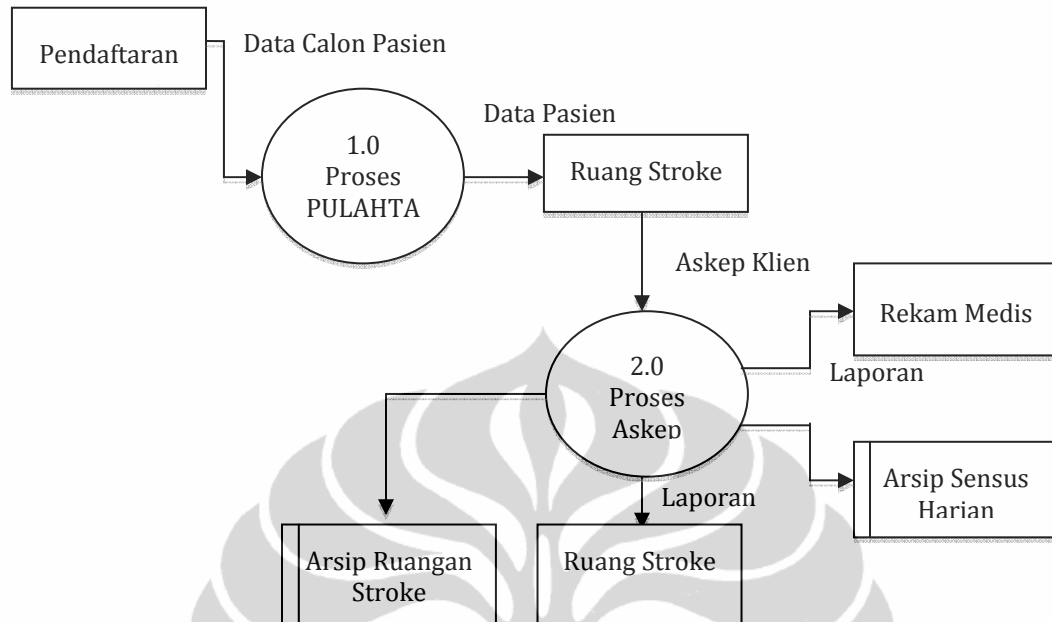 Pendaftaran
Data Calon Pasien
Data Pasien
1.0
Proses
PULAHTA
Ruang Stroke
Askep Klien
Rekam Medis
2.0
Proses
Askep
Laporan
Arsip Sensus
Harian
Laporan
Arsip Ruangan
Stroke
Ruang Stroke